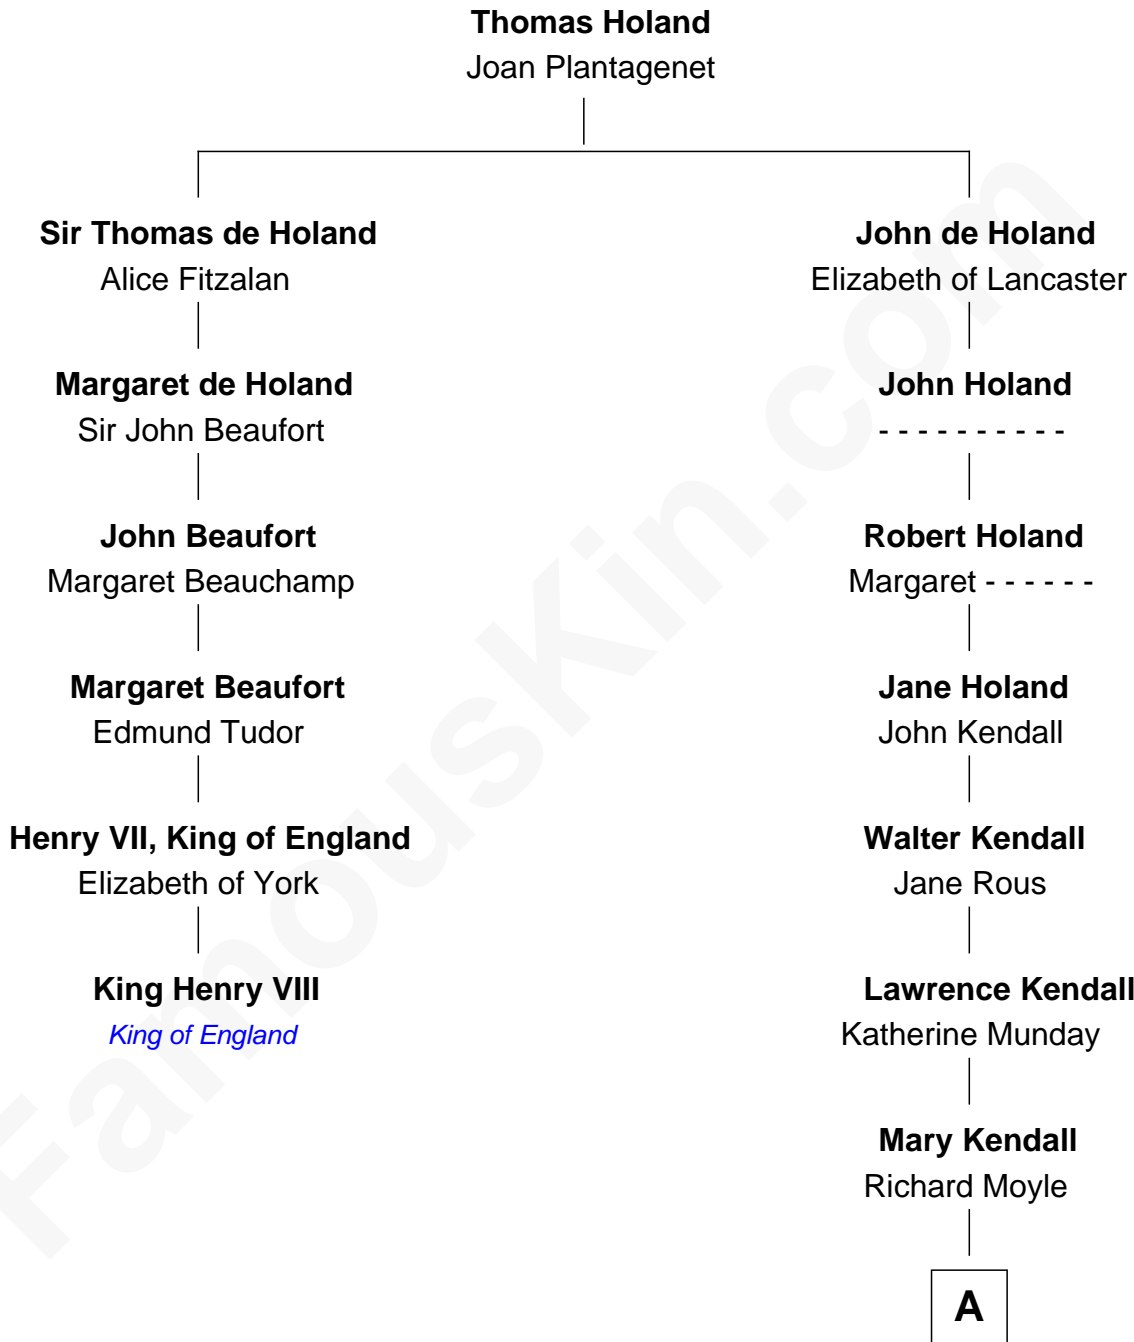 Thomas Holand
Joan Plantagenet
Sir Thomas de Holand
Alice Fitzalan
Margaret de Holand
Sir John Beaufort
John Beaufort
Margaret Beauchamp
Margaret Beaufort
Edmund Tudor
Henry VII, King of England
Elizabeth of York
King Henry VIII
King of England
John de Holand
Elizabeth of Lancaster
John Holand
- - - - - - - - - -
Robert Holand
Margaret - - - - - -
Jane Holand
John Kendall
Walter Kendall
Jane Rous
Lawrence Kendall
Katherine Munday
Mary Kendall
Richard Moyle
A
FamousKin.com